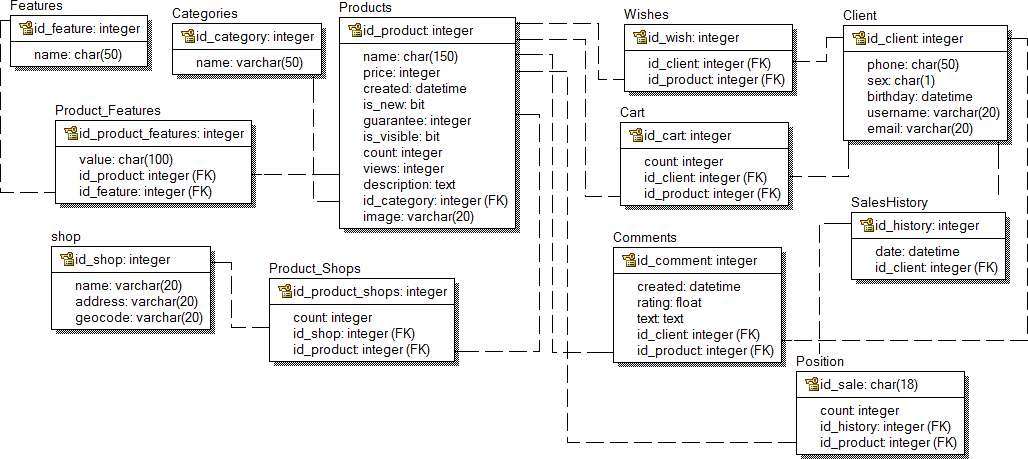 Features
id_feature: integer
name: char(50)
Categories
id_category: integer
name: varchar(50)
Products
id_product: integer
name: char(150)
price: integer
created: datetime
is_new: bit
guarantee: integer
is_visible: bit
count: integer
views: integer
description: text
id_category: integer (FK)
image: varchar(20)
Wishes
id_wish: integer
id_client: integer (FK)
id_product: integer (FK)
Client
id_client: integer
phone: char(50)
sex: char(1)
birthday: datetime
username: varchar(20)
email: varchar(20)
Product_Features
id_product_features: integer
value: char(100)
id_product: integer (FK)
id_feature: integer (FK)
Cart
id_cart: integer
count: integer
id_client: integer (FK)
id_product: integer (FK)
SalesHistory
id_history: integer
date: datetime
id_client: integer (FK)
shop
id_shop: integer
name: varchar(20)
address: varchar(20)
geocode: varchar(20)
Product_Shops
id_product_shops: integer
count: integer
id_shop: integer (FK)
id_product: integer (FK)
Comments
id_comment: integer
created: datetime
rating: float
text: text
id_client: integer (FK)
id_product: integer (FK)
Position
id_sale: char(18)
count: integer
id_history: integer (FK)
id_product: integer (FK)